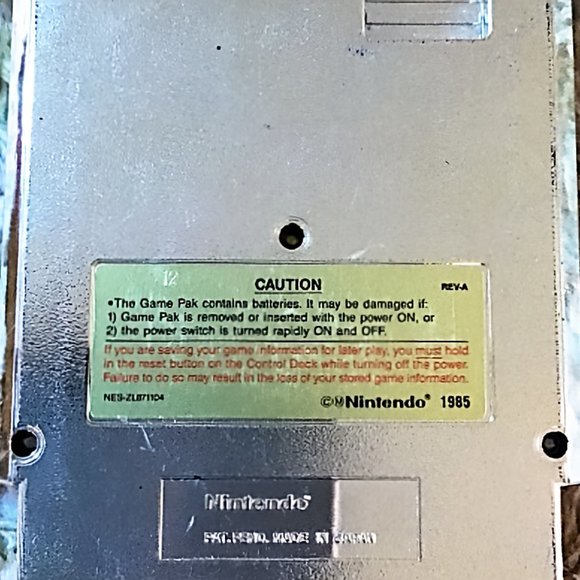 12
CAUTION
REV-A
•The Game Pak contains batteries. It may be damaged if:
1) Game Pak is removed or inserted with the power ON, or
2) the power switch is turned rapidly ON and OFF.
If you are saving your game information for later play, you must hold
in the reset button on the Control Deck while turning off the power.
Failure to do so may result in the loss of your stored game information.
NES-ZL871104
©Ⓜ Nintendo® 1985
Nintendo®
PAT. PEND. MADE IN JAPAN